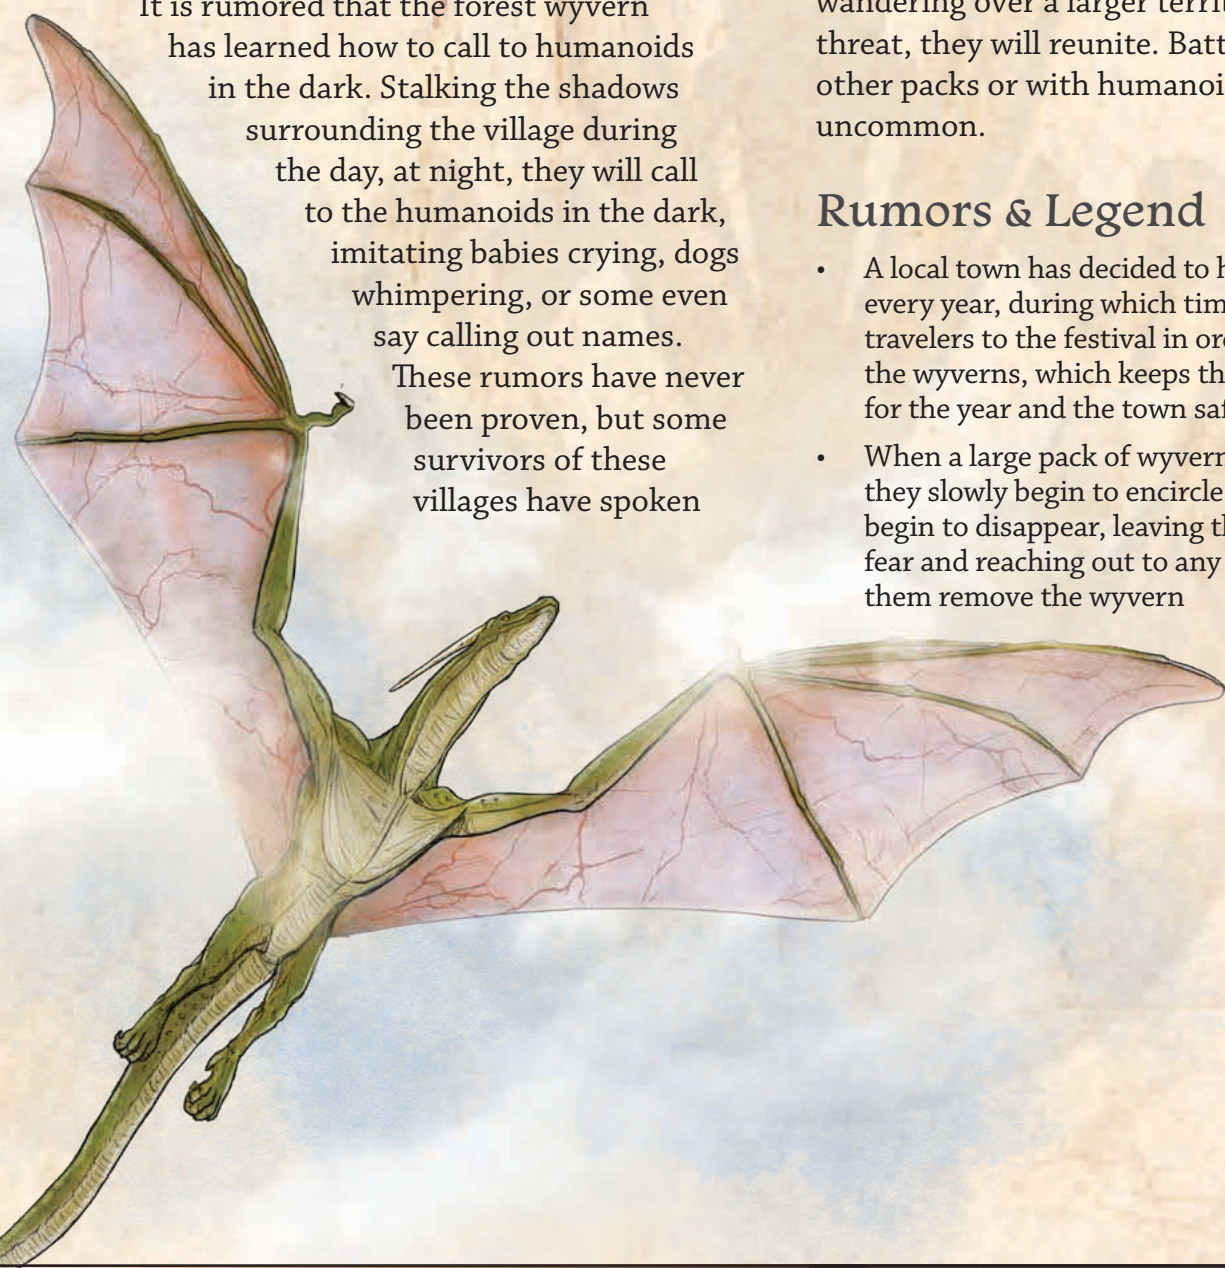 It is rumored that the forest wyvern
has learned how to call to humanoids
in the dark. Stalking the shadows
surrounding the village during
the day, at night, they will call
to the humanoids in the dark,
imitating babies crying, dogs
whimpering, or some even
say calling out names.
These rumors have never
been proven, but some
survivors of these
villages have spoken
wandering over a larger
threat, they will reunite.
other packs or with
uncommon.
Rumors & Legend
• A local town has decided to
every year, during which
travelers to the festival in
the wyverns, which keeps
for the year and the town
• When a large pack of
they slowly begin to encircle
begin to disappear, leaving
fear and reaching out to any
them remove the wyvern